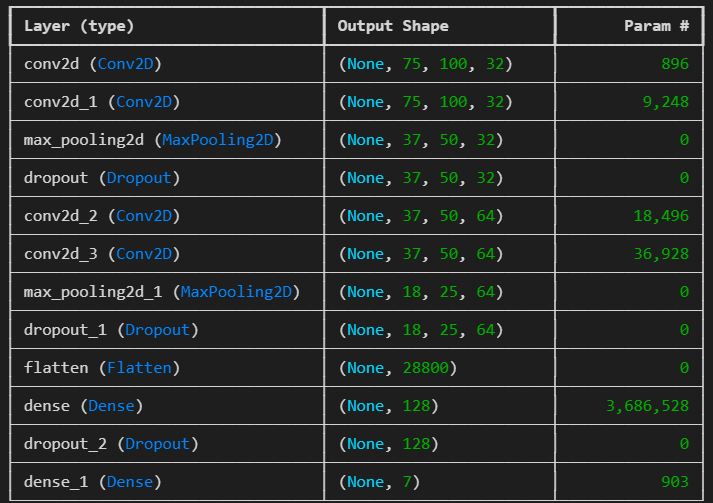 Layer (type) Output Shape Param #
conv2d (Conv2D) (None, 75, 100, 32) 896
conv2d_1 (Conv2D) (None, 75, 100, 32) 9,248
max_pooling2d (MaxPooling2D) (None, 37, 50, 32) 0
dropout (Dropout) (None, 37, 50, 32) 0
conv2d_2 (Conv2D) (None, 37, 50, 64) 18,496
conv2d_3 (Conv2D) (None, 37, 50, 64) 36,928
max_pooling2d_1 (MaxPooling2D) (None, 18, 25, 64) 0
dropout_1 (Dropout) (None, 18, 25, 64) 0
flatten (Flatten) (None, 28800) 0
dense (Dense) (None, 128) 3,686,528
dropout_2 (Dropout) (None, 128) 0
dense_1 (Dense) (None, 7) 903